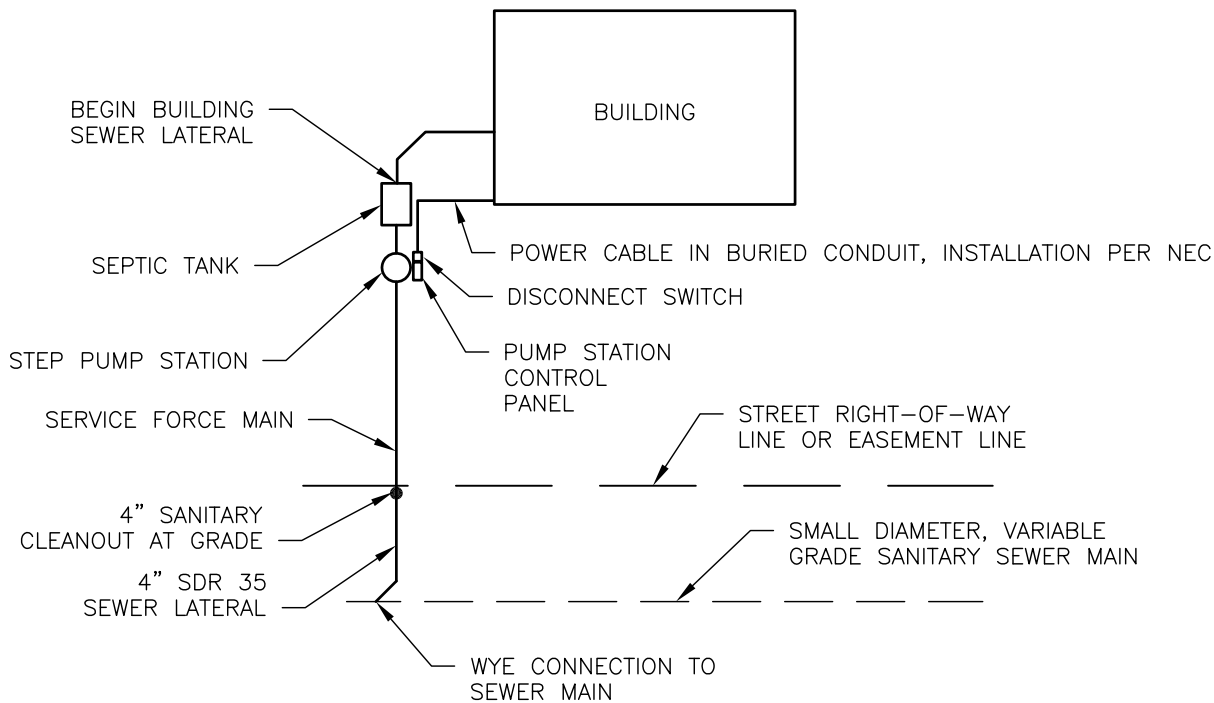 BUILDING
BEGIN BUILDING
SEWER LATERAL
SEPTIC TANK
POWER CABLE IN BURIED CONDUIT, INSTALLATION PER NEC
DISCONNECT SWITCH
STEP PUMP STATION
PUMP STATION
CONTROL
PANEL
SERVICE FORCE MAIN
STREET RIGHT-OF-WAY
LINE OR EASEMENT LINE
4" SANITARY
CLEANOUT AT GRADE
SMALL DIAMETER, VARIABLE
GRADE SANITARY SEWER MAIN
4" SDR 35
SEWER LATERAL
WYE CONNECTION TO
SEWER MAIN